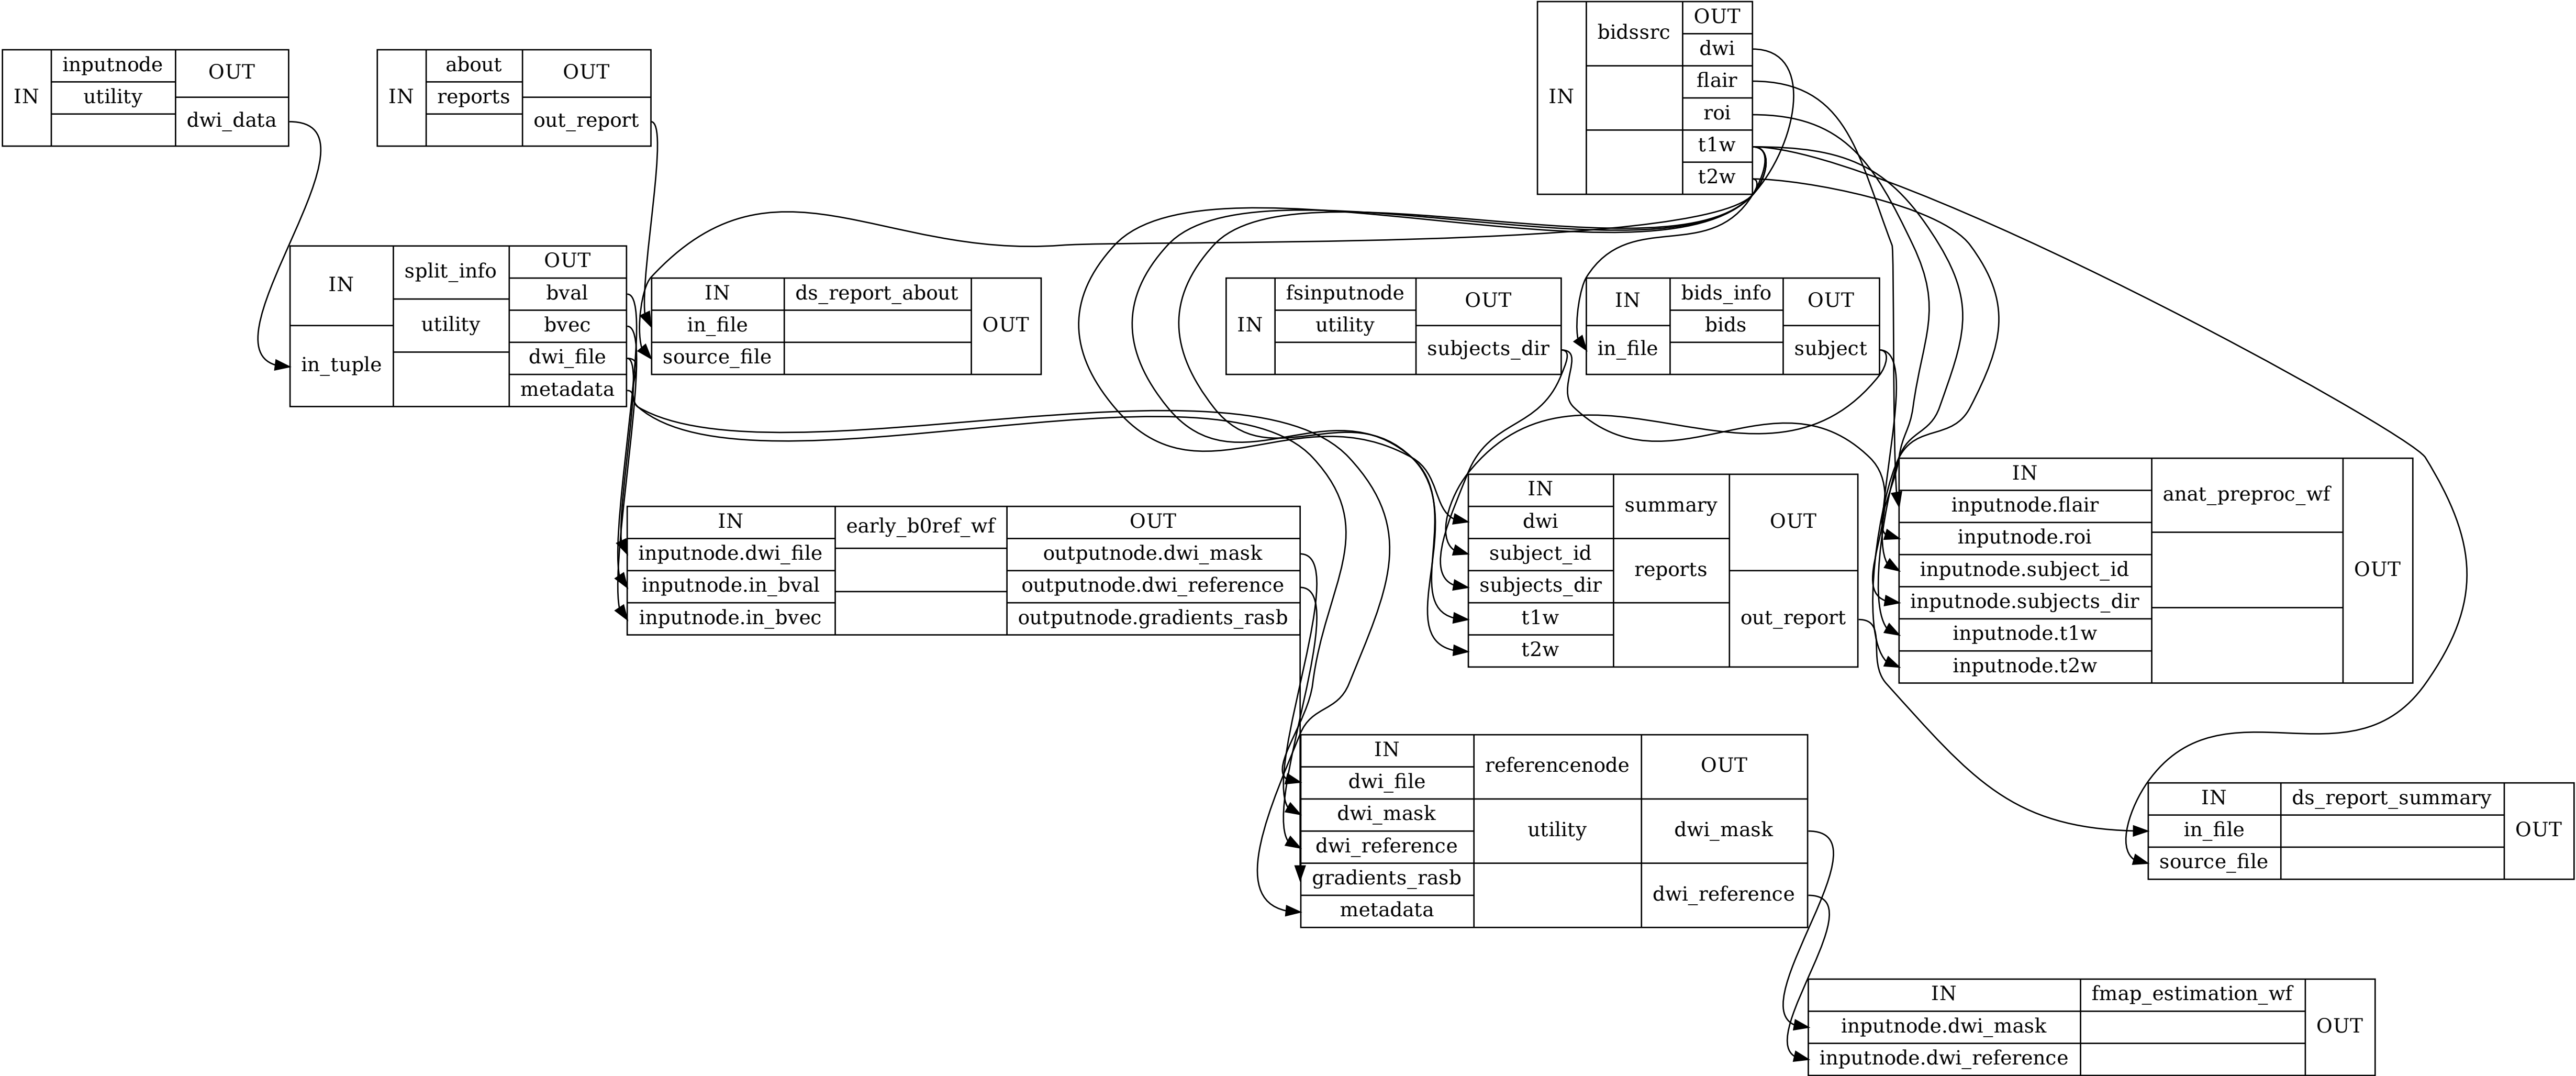 IN
inputnode
utility
OUT
dwi_data
IN
about
reports
OUT
out_report
IN
bidssrc
OUT
dwi
flair
roi
t1w
t2w
IN
in_tuple
split_info
utility
OUT
bval
bvec
dwi_file
metadata
IN
in_file
source_file
ds_report_about
OUT
IN
fsinputnode
utility
OUT
subjects_dir
IN
in_file
bids_info
bids
OUT
subject
IN
inputnode.dwi_file
inputnode.in_bval
inputnode.in_bvec
early_b0ref_wf
OUT
outputnode.dwi_mask
outputnode.dwi_reference
outputnode.gradients_rasb
IN
dwi
subject_id
subjects_dir
t1w
t2w
summary
reports
OUT
out_report
IN
inputnode.flair
inputnode.roi
inputnode.subject_id
inputnode.subjects_dir
inputnode.t1w
inputnode.t2w
anat_preproc_wf
OUT
IN
dwi_file
dwi_mask
dwi_reference
gradients_rasb
metadata
referencenode
utility
OUT
dwi_mask
dwi_reference
IN
in_file
source_file
ds_report_summary
OUT
IN
inputnode.dwi_mask
inputnode.dwi_reference
fmap_estimation_wf
OUT